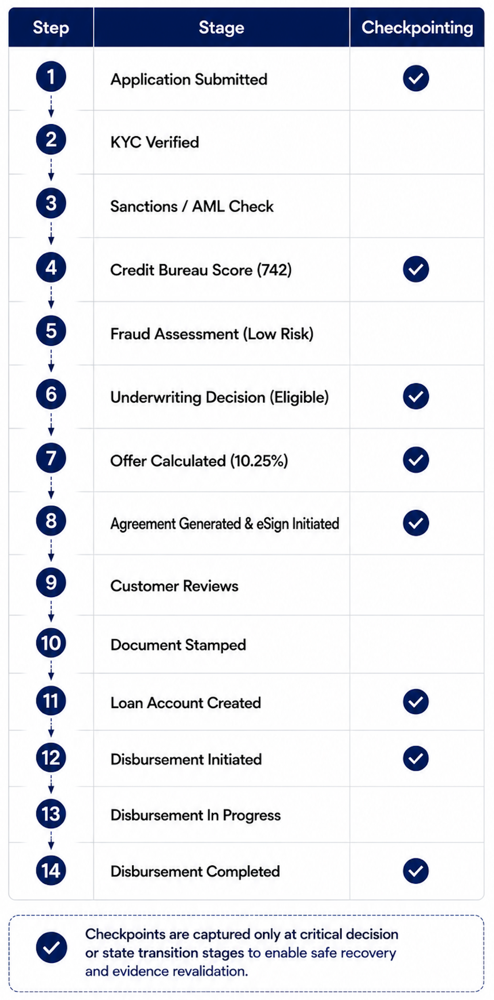 Step Stage Checkpointing
1 Application Submitted
2 KYC Verified
3 Sanctions / AML Check
4 Credit Bureau Score (742)
5 Fraud Assessment (Low Risk)
6 Underwriting Decision (Eligible)
7 Offer Calculated (10.25%)
8 Agreement Generated & eSign Initiated
9 Customer Reviews
10 Document Stamped
11 Loan Account Created
12 Disbursement Initiated
13 Disbursement In Progress
14 Disbursement Completed
Checkpoints are captured only at critical decision
or state transition stages to enable safe recovery
and evidence revalidation.